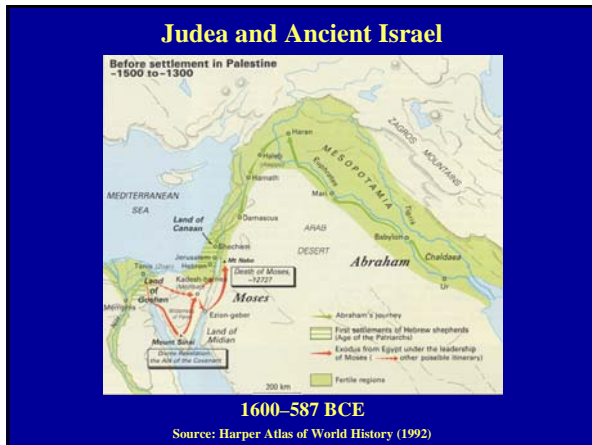 Judea and Ancient Israel
Before settlement in Palestine
-1500 to -1300
Haran
ZAGROS MOUNTAINS
MESOPOTAMIA
Haleb
(Aleppo)
Euphrates
Tigris
Hamath
Mari
MEDITERRANEAN
SEA
Damascus
Land of
Canaan
ARAB
DESERT
Babylon
Chaldaea
Shechem
Abraham
Jerusalem
Mt Nebo
Hebron
Ur
Tanis (Zoan)
Kadesh-barnea
Death of Moses,
-1272?
Land
of
Goshen
Moses
Memphis
Nile
Ezion-geber
Land of
Midian
Mount Sinai
Divine Revelation,
the Ark of the Covenant
Abraham's journey
First settlements of Hebrew shepherds
(Age of the Patriarchs)
Exodus from Egypt under the leadership
of Moses ( other possible itinerary)
Fertile regions
200 km
1600–587 BCE
Source: Harper Atlas of World History (1992)